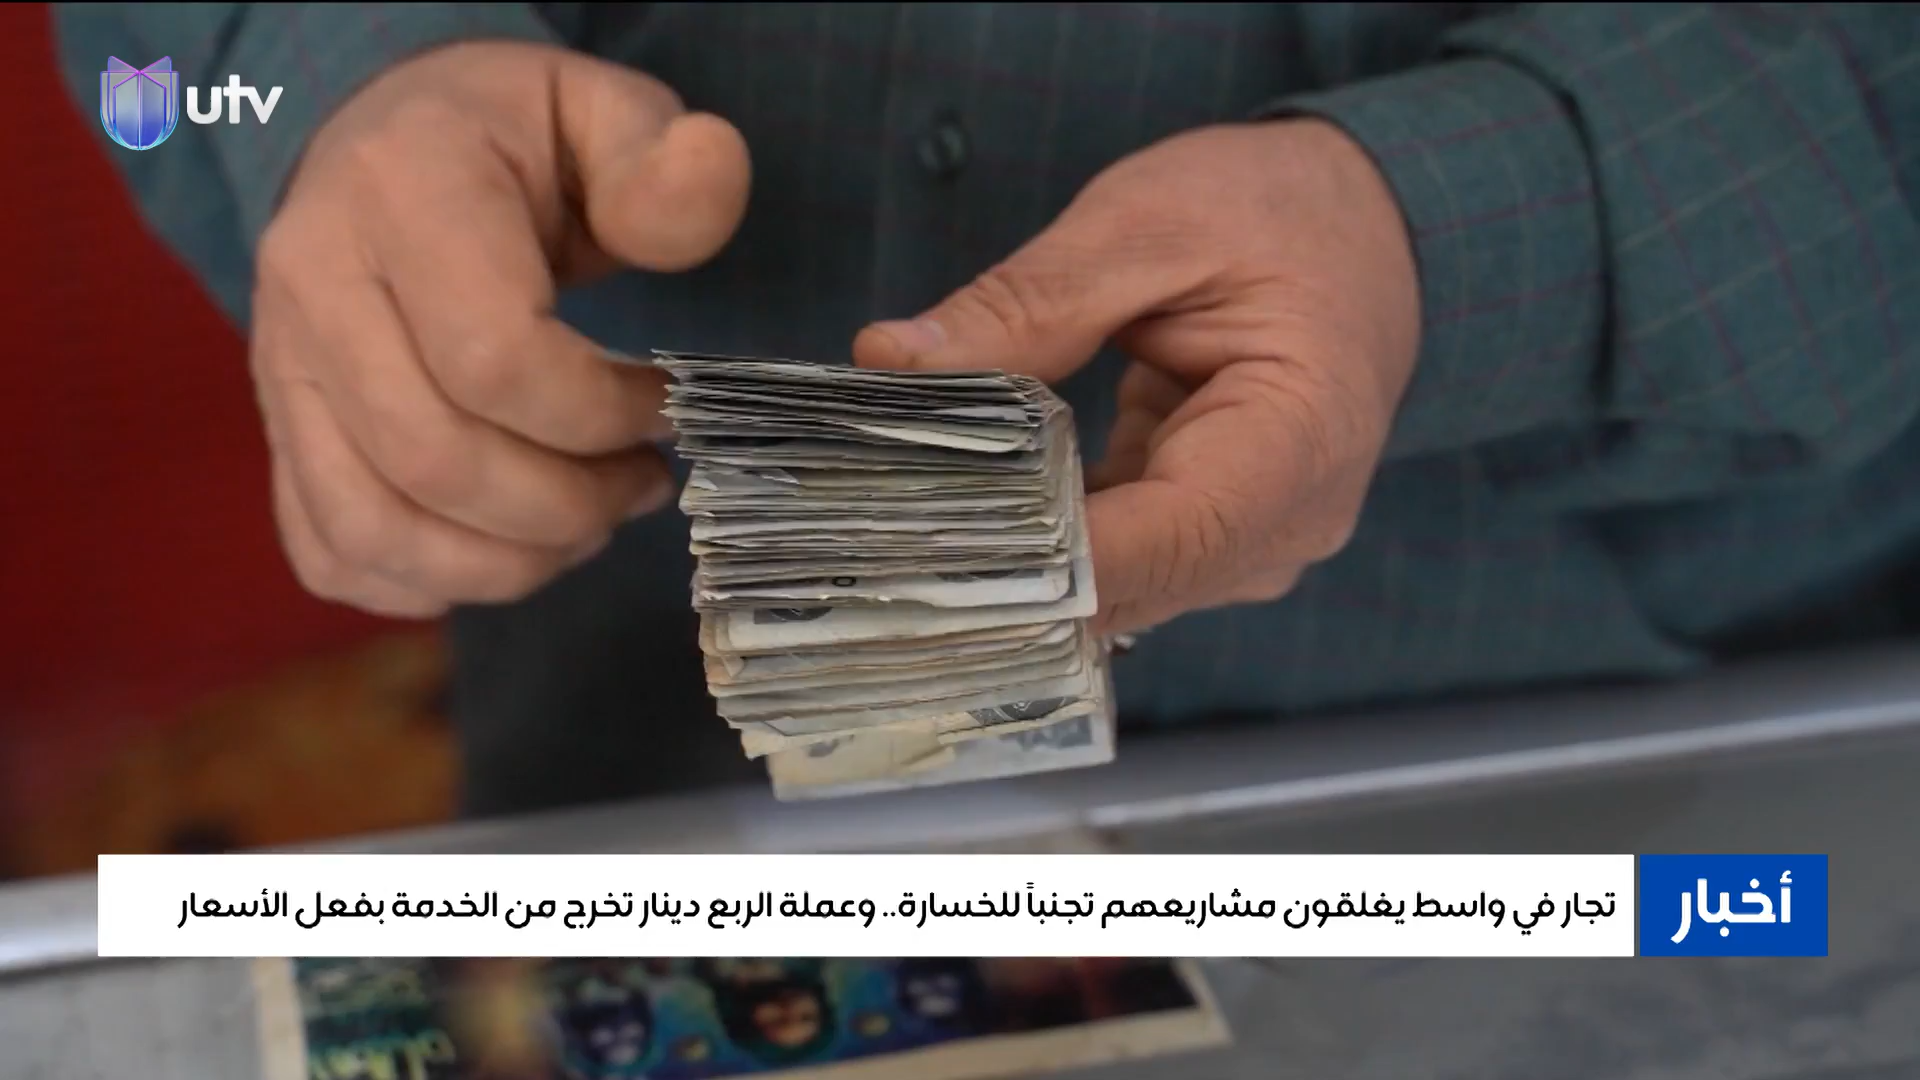 utv
أخبار
تجار في واسط يغلقون مشاريعهم تجنباً للخسارة.. وعملة الربع دينار تخرج من الخدمة بفعل الأسعار